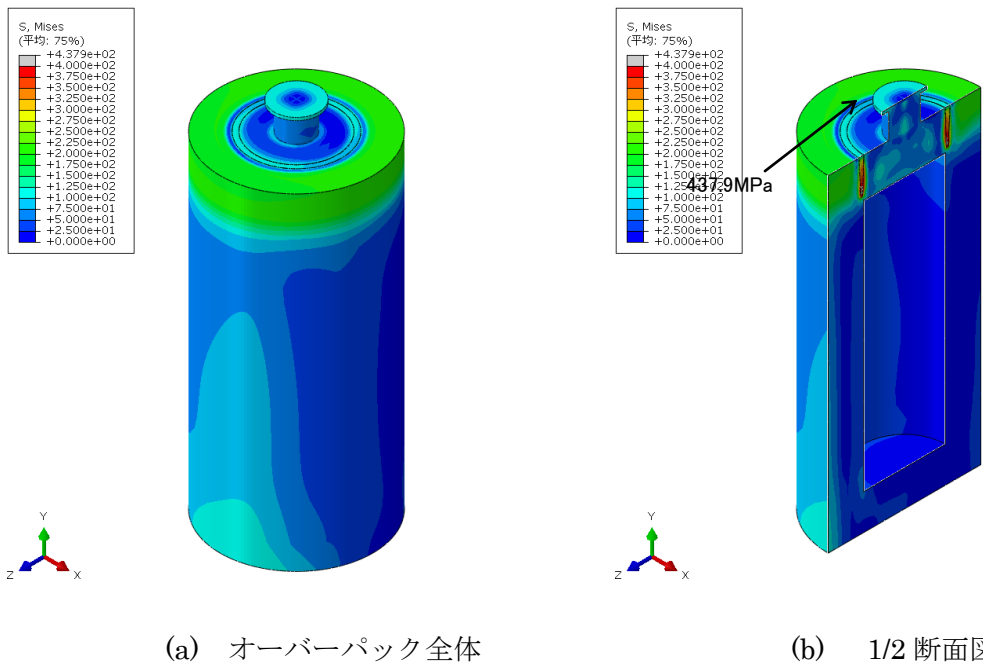 S, Mises
(平均: 75%)
+4.379e+02
+4.000e+02
+3.750e+02
+3.500e+02
+3.250e+02
+3.000e+02
+2.750e+02
+2.500e+02
+2.250e+02
+2.000e+02
+1.750e+02
+1.500e+02
+1.250e+02
+1.000e+02
+7.500e+01
+5.000e+01
+2.500e+01
+0.000e+00
Y
Z
X
(a) オーバーパック全体
S, Mises
(平均: 75%)
+4.379e+02
+4.000e+02
+3.750e+02
+3.500e+02
+3.250e+02
+3.000e+02
+2.750e+02
+2.500e+02
+2.250e+02
+2.000e+02
+1.750e+02
+1.500e+02
+1.250e+02
+1.000e+02
+7.500e+01
+5.000e+01
+2.500e+01
+0.000e+00
437.9MPa
Y
Z
X
(b) 1/2 断面図